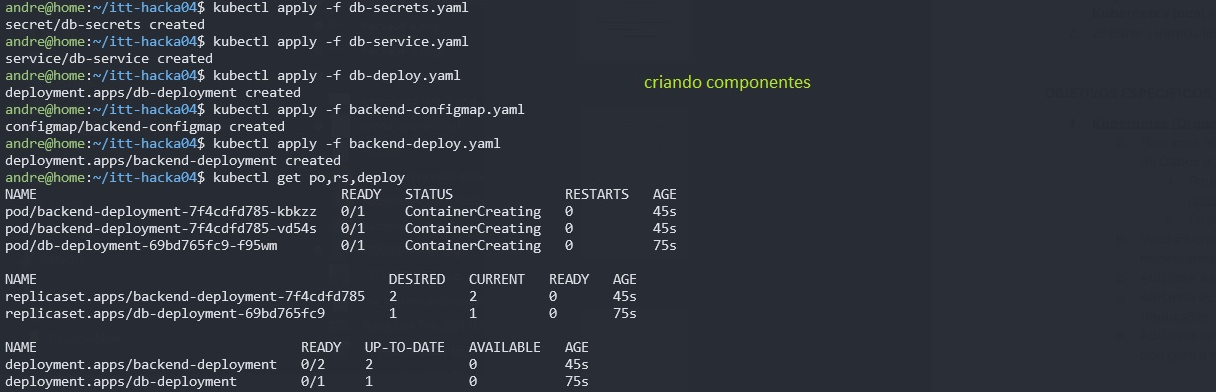 andre@home:~/itt-hacka04$ kubectl apply -f db-secrets.yaml
secret/db-secrets created
andre@home:~/itt-hacka04$ kubectl apply -f db-service.yaml
service/db-service created
andre@home:~/itt-hacka04$ kubectl apply -f db-deploy.yaml
criando componentes
deployment.apps/db-deployment created
andre@home:~/itt-hacka04$ kubectl apply -f backend-configmap.yaml
configmap/backend-configmap created
andre@home:~/itt-hacka04$ kubectl apply -f backend-deploy.yaml
deployment.apps/backend-deployment created
andre@home:~/itt-hacka04$ kubectl get po,rs,deploy
NAME READY STATUS RESTARTS AGE
pod/backend-deployment-7f4cdfd785-kbkzz 0/1 ContainerCreating 0 45s
pod/backend-deployment-7f4cdfd785-vd54s 0/1 ContainerCreating 0 45s
pod/db-deployment-69bd765fc9-f95wm 0/1 ContainerCreating 0 75s
NAME DESIRED CURRENT READY AGE
replicaset.apps/backend-deployment-7f4cdfd785 2 2 0 45s
replicaset.apps/db-deployment-69bd765fc9 1 1 0 75s
NAME READY UP-TO-DATE AVAILABLE AGE
deployment.apps/backend-deployment 0/2 2 0 45s
deployment.apps/db-deployment 0/1 1 0 75s